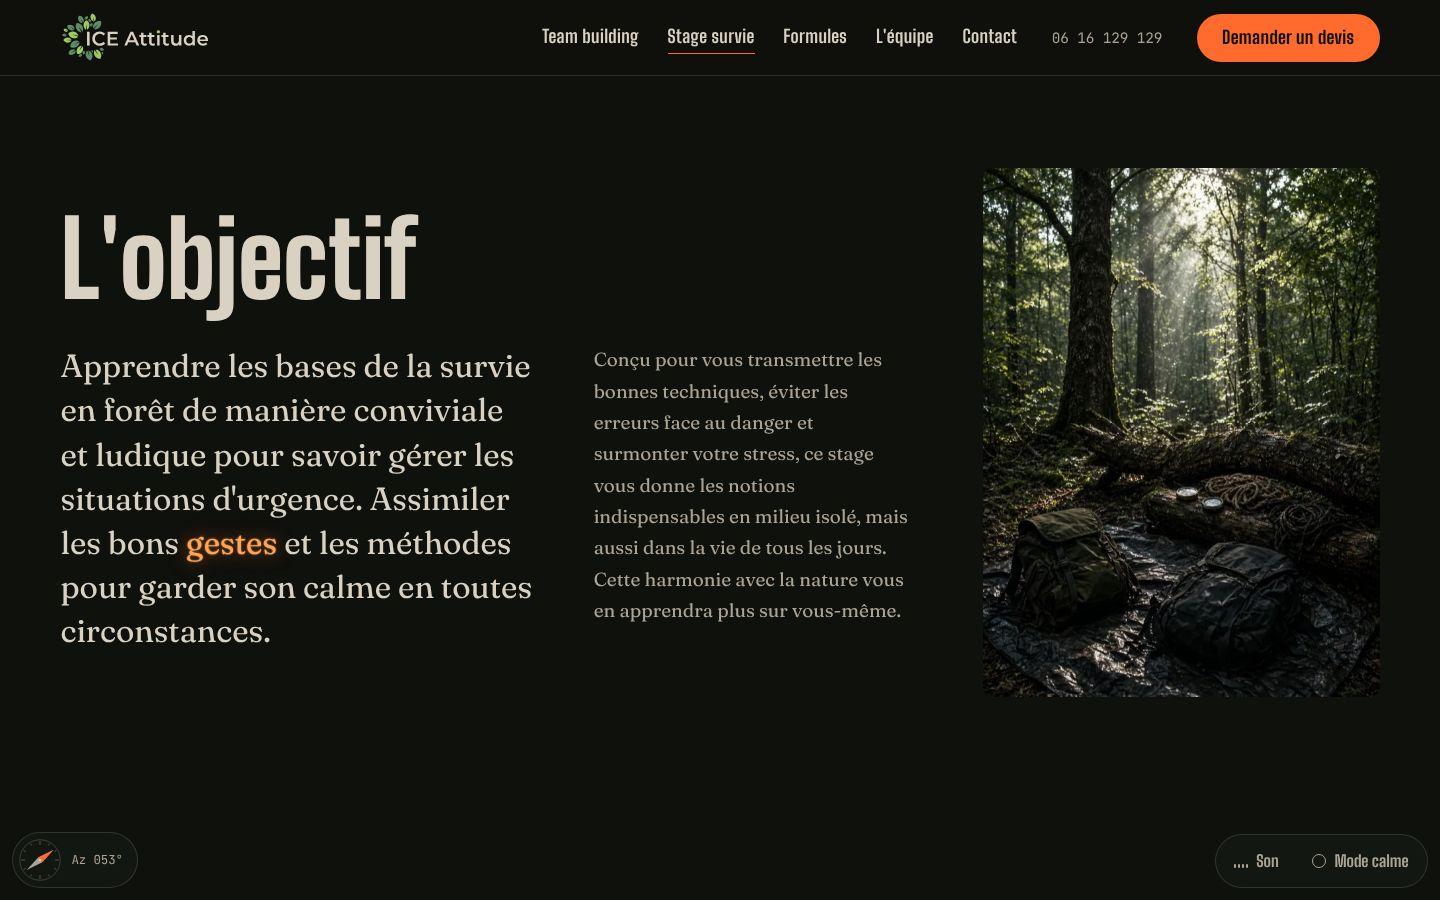 ICE Attitude
Team building
Stage survie
Formules
L'équipe
Contact
06 16 129 129
Demander un devis
L'objectif
Apprendre les bases de la survie
en forêt de manière conviviale
et ludique pour savoir gérer les
situations d'urgence. Assimiler
les bons gestes et les méthodes
pour garder son calme en toutes
circonstances.
Conçu pour vous transmettre les
bonnes techniques, éviter les
erreurs face au danger et
surmonter votre stress, ce stage
vous donne les notions
indispensables en milieu isolé, mais
aussi dans la vie de tous les jours.
Cette harmonie avec la nature vous
en apprendra plus sur vous-même.
Az 053°
Son
Mode calme